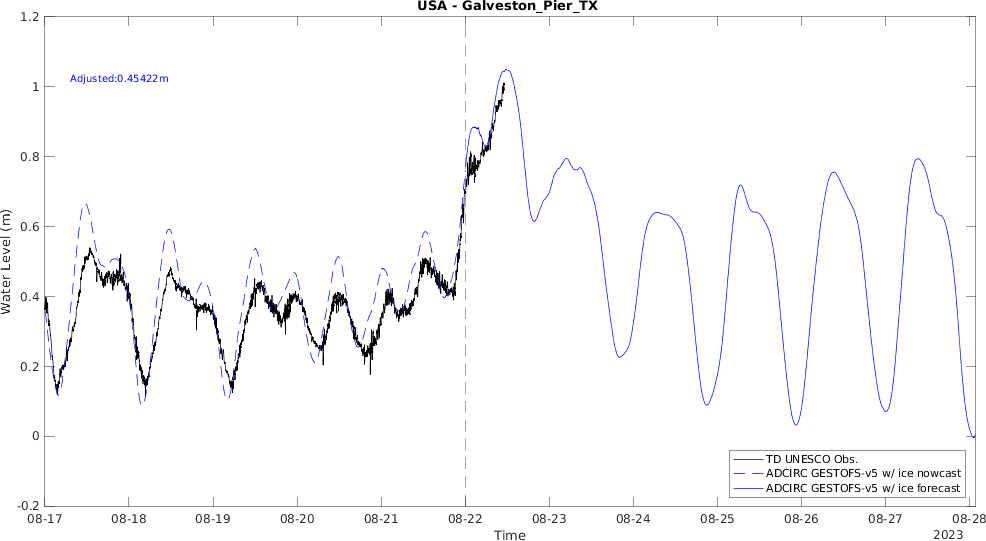 USA - Galveston_Pier_TX
1.2
Adjusted:0.45422m
1
0.8
0.6
0.4
0.2
0
-0.2
Water Level (m)
TD UNESCO Obs.
ADCIRC GESTOFS-v5 w/ ice nowcast
ADCIRC GESTOFS-v5 w/ ice forecast
08-17 08-18 08-19 08-20 08-21 08-22 08-23 08-24 08-25 08-26 08-27 08-28
Time
2023